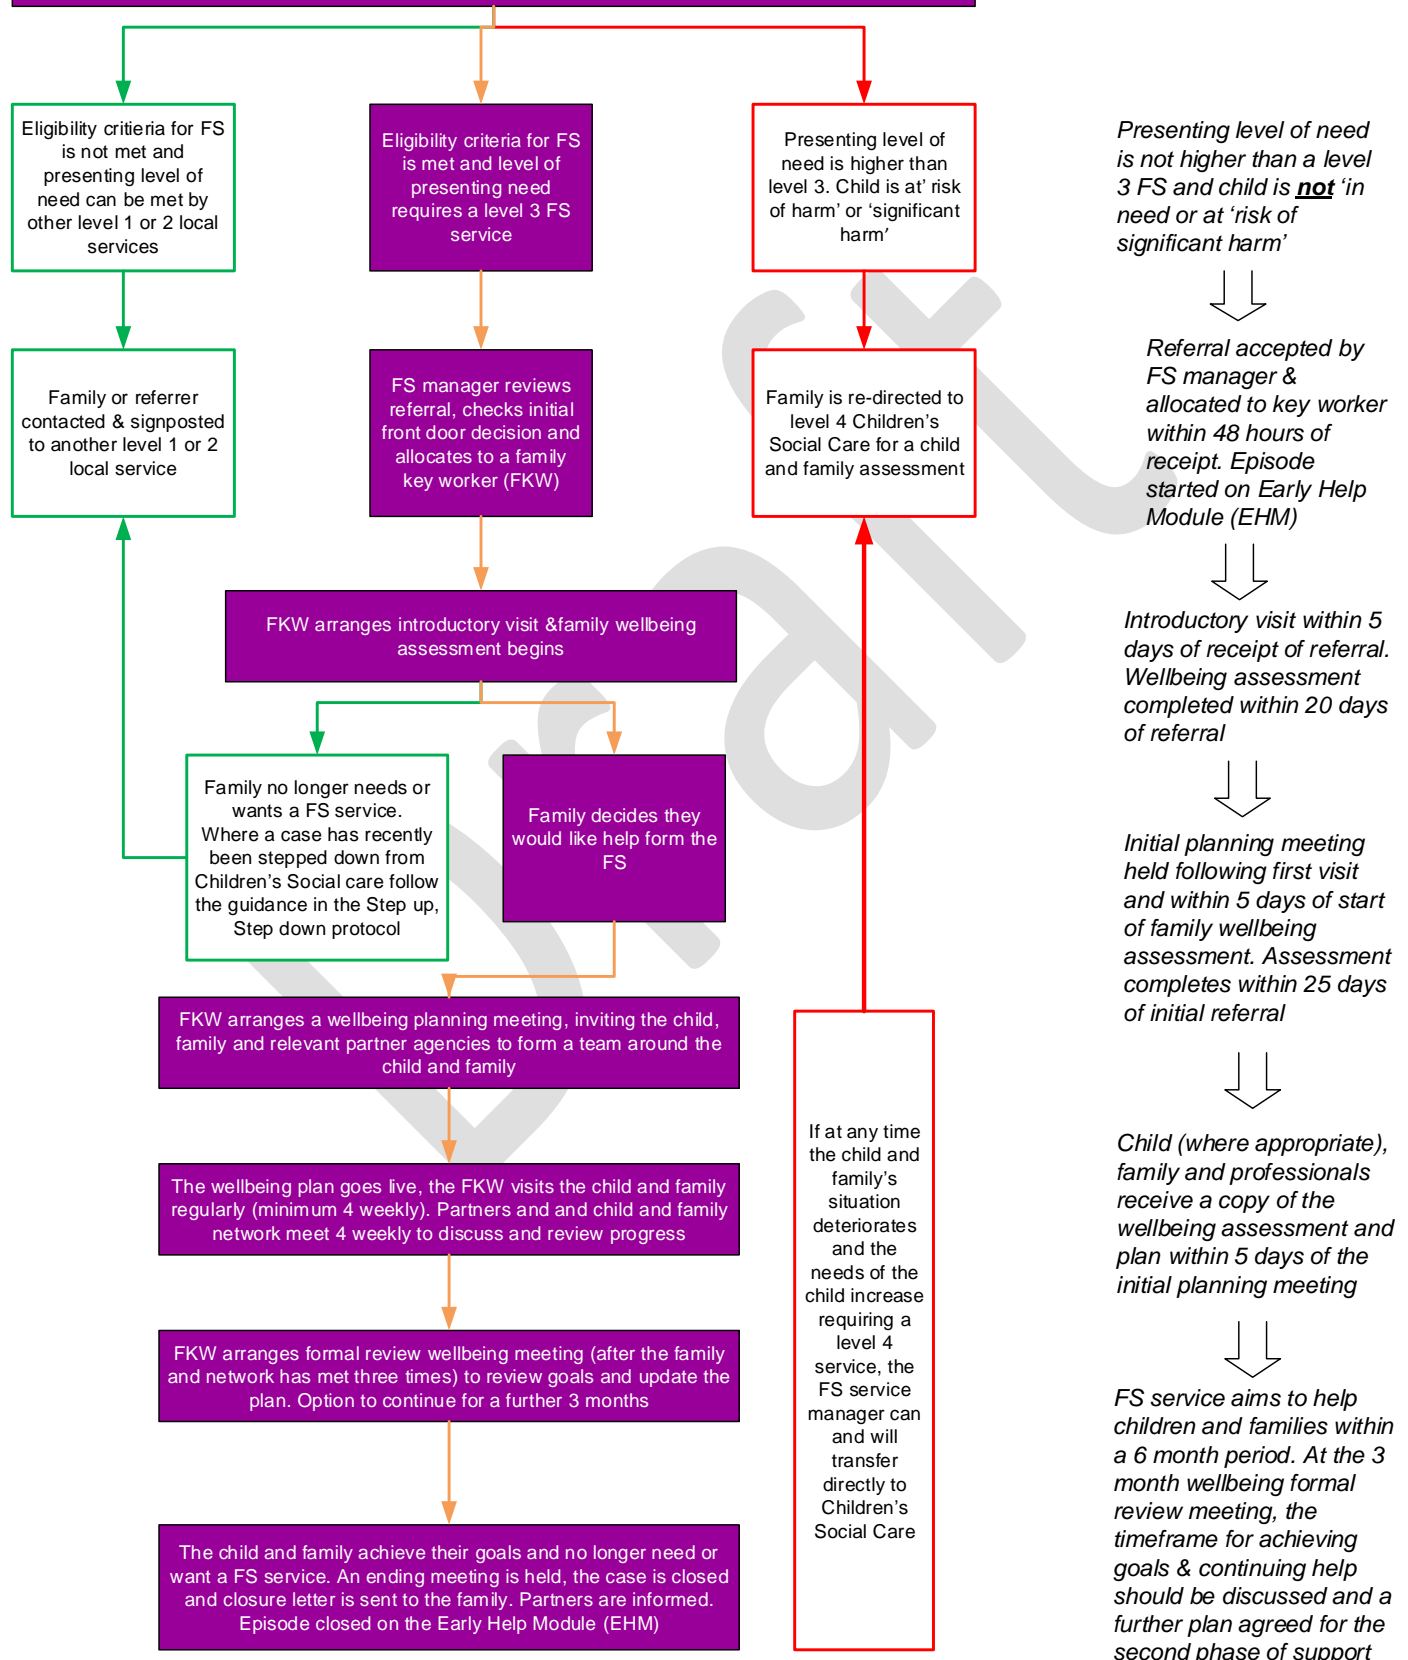 Eligibility critieria for FS
is not met and
presenting level of
need can be met by
other level 1 or 2 local
services
Eligibility criteria for FS
is met and level of
presenting need
requires a level 3 FS
service
Presenting level of
need is higher than
level 3. Child is at’ risk
of harm’ or ‘significant
harm’
Presenting level of need
is not higher than a level
3 FS and child is not ‘in
need or at ‘risk of
significant harm’
Family or referrer
contacted & signposted
to another level 1 or 2
local service
FS manager reviews
referral, checks initial
front door decision and
allocates to a family
key worker (FKW)
Family is re-directed to
level 4 Children’s
Social Care for a child
and family assessment
Referral accepted by
FS manager &
allocated to key worker
within 48 hours of
receipt. Episode
started on Early Help
Module (EHM)
FKW arranges introductory visit &family wellbeing
assessment begins
Introductory visit within 5
days of receipt of referral.
Wellbeing assessment
completed within 20 days
of referral
Family no longer needs or
wants a FS service.
Where a case has recently
been stepped down from
Children’s Social care follow
the guidance in the Step up,
Step down protocol
Family decides they
would like help form the
FS
Initial planning meeting
held following first visit
and within 5 days of start
of family wellbeing
assessment. Assessment
completes within 25 days
of initial referral
FKW arranges a wellbeing planning meeting, inviting the child,
family and relevant partner agencies to form a team around the
child and family
If at any time
the child and
family’s
situation
deteriorates
and the
needs of the
child increase
requiring a
level 4
service, the
FS service
manager can
and will
transfer
directly to
Children’s
Social Care
Child (where appropriate),
family and professionals
receive a copy of the
wellbeing assessment and
plan within 5 days of the
initial planning meeting
The wellbeing plan goes live, the FKW visits the child and family
regularly (minimum 4 weekly). Partners and and child and family
network meet 4 weekly to discuss and review progress
FKW arranges formal review wellbeing meeting (after the family
and network has met three times) to review goals and update the
plan. Option to continue for a further 3 months
FS service aims to help
children and families within
a 6 month period. At the 3
month wellbeing formal
review meeting, the
timeframe for achieving
goals & continuing help
should be discussed and a
further plan agreed for the
second phase of support
The child and family achieve their goals and no longer need or
want a FS service. An ending meeting is held, the case is closed
and closure letter is sent to the family. Partners are informed.
Episode closed on the Early Help Module (EHM)
Draft